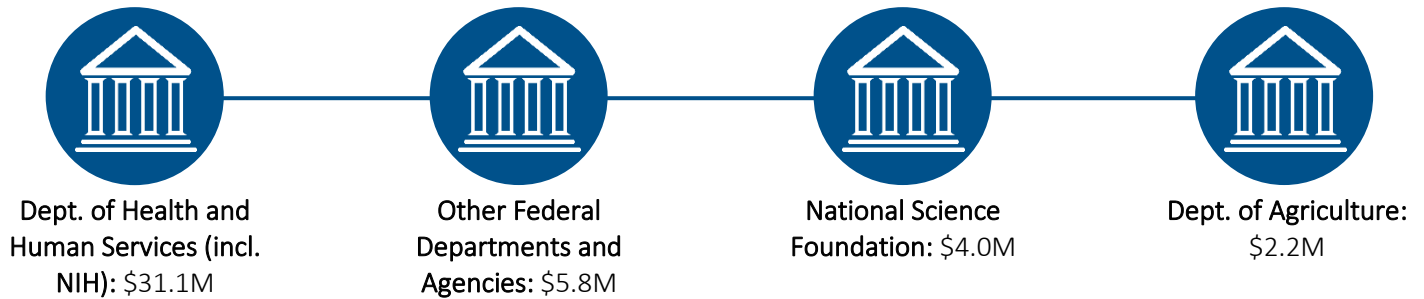 Dept. of Health and
Human Services (incl.
NIH): $31.1M
Other Federal
Departments and
Agencies: $5.8M
National Science
Foundation: $4.0M
Dept. of Agriculture:
$2.2M